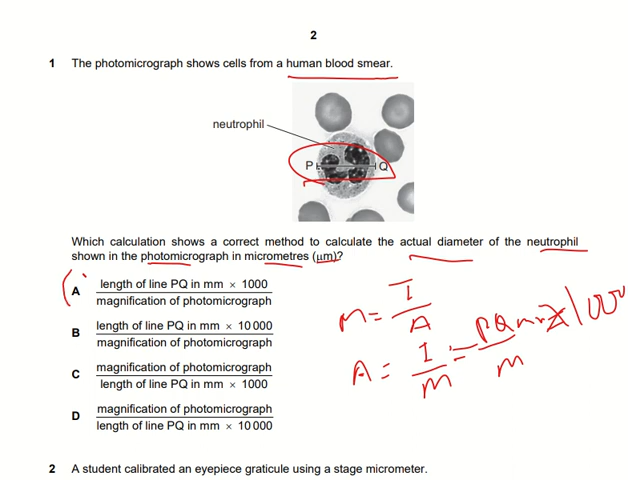 2
1 The photomicrograph shows cells from a human blood smear.
neutrophil
P Q
Which calculation shows a correct method to calculate the actual diameter of the neutrophil
shown in the photomicrograph in micrometres (μm)?
A length of line PQ in mm × 1000
magnification of photomicrograph
B length of line PQ in mm × 10 000
magnification of photomicrograph
C magnification of photomicrograph
length of line PQ in mm × 1000
D magnification of photomicrograph
length of line PQ in mm × 10 000
M = I
A
A = I = PQ mm × 1000
m m
2 A student calibrated an eyepiece graticule using a stage micrometer.